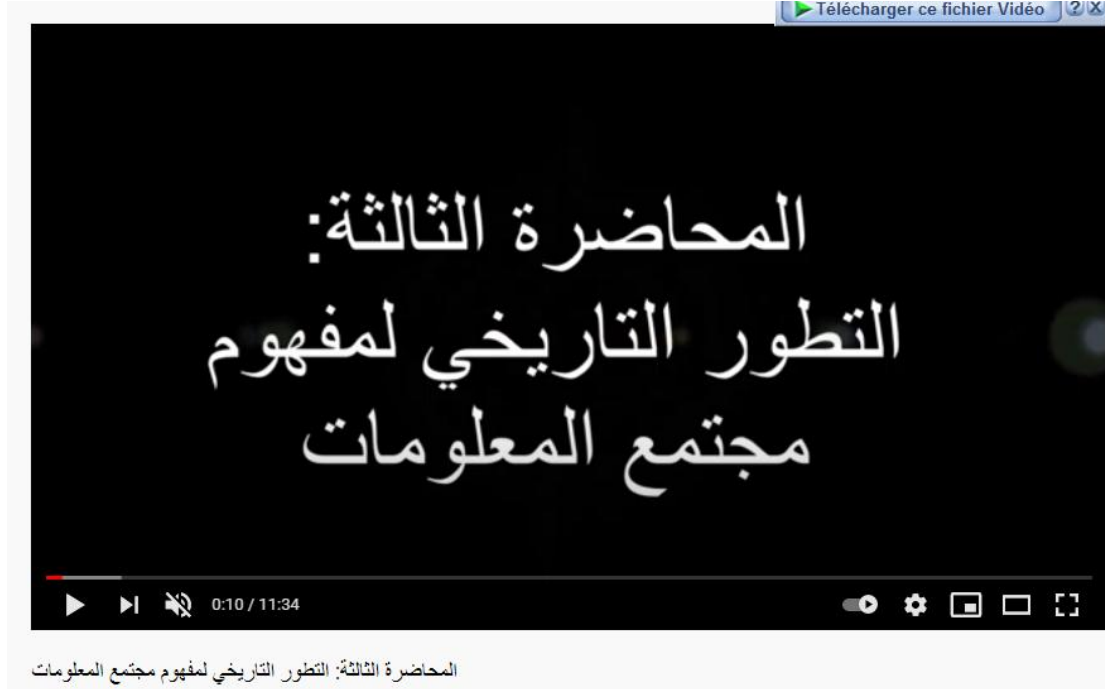 Télécharger ce fichier Vidéo
المحاضرة الثالثة:
التطور التاريخي لمفهوم
مجتمع المعلومات
0:10 / 11:34
المحاضرة الثالثة: التطور التاريخي لمفهوم مجتمع المعلومات